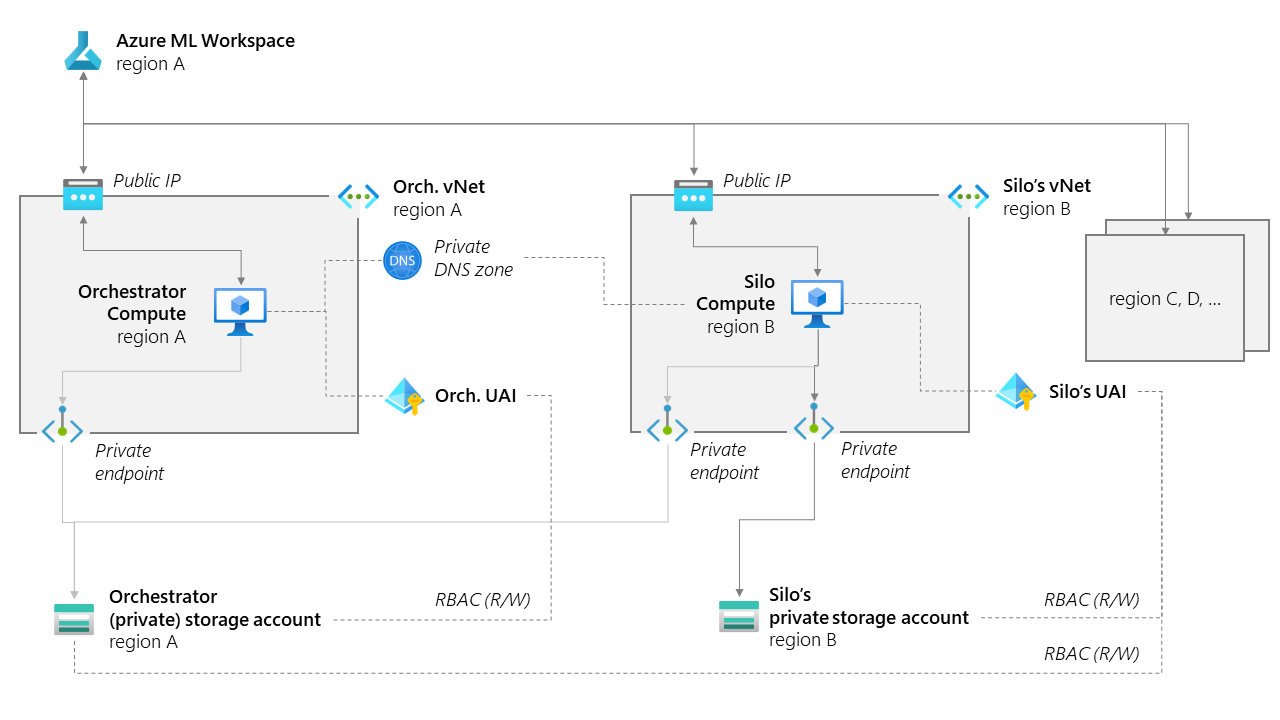 Azure ML Workspace
region A
Public IP
Orch. vNet
region A
Private
DNS zone
DNS
Orchestrator
Compute
region A
Orch. UAI
Private
endpoint
Public IP
Silo's vNet
region B
Silo
Compute
region B
Silo's UAI
Private
endpoint
Private
endpoint
region C, D, ...
Orchestrator
(private) storage account
region A
RBAC (R/W)
Silo's
private storage account
region B
RBAC (R/W)
RBAC (R/W)